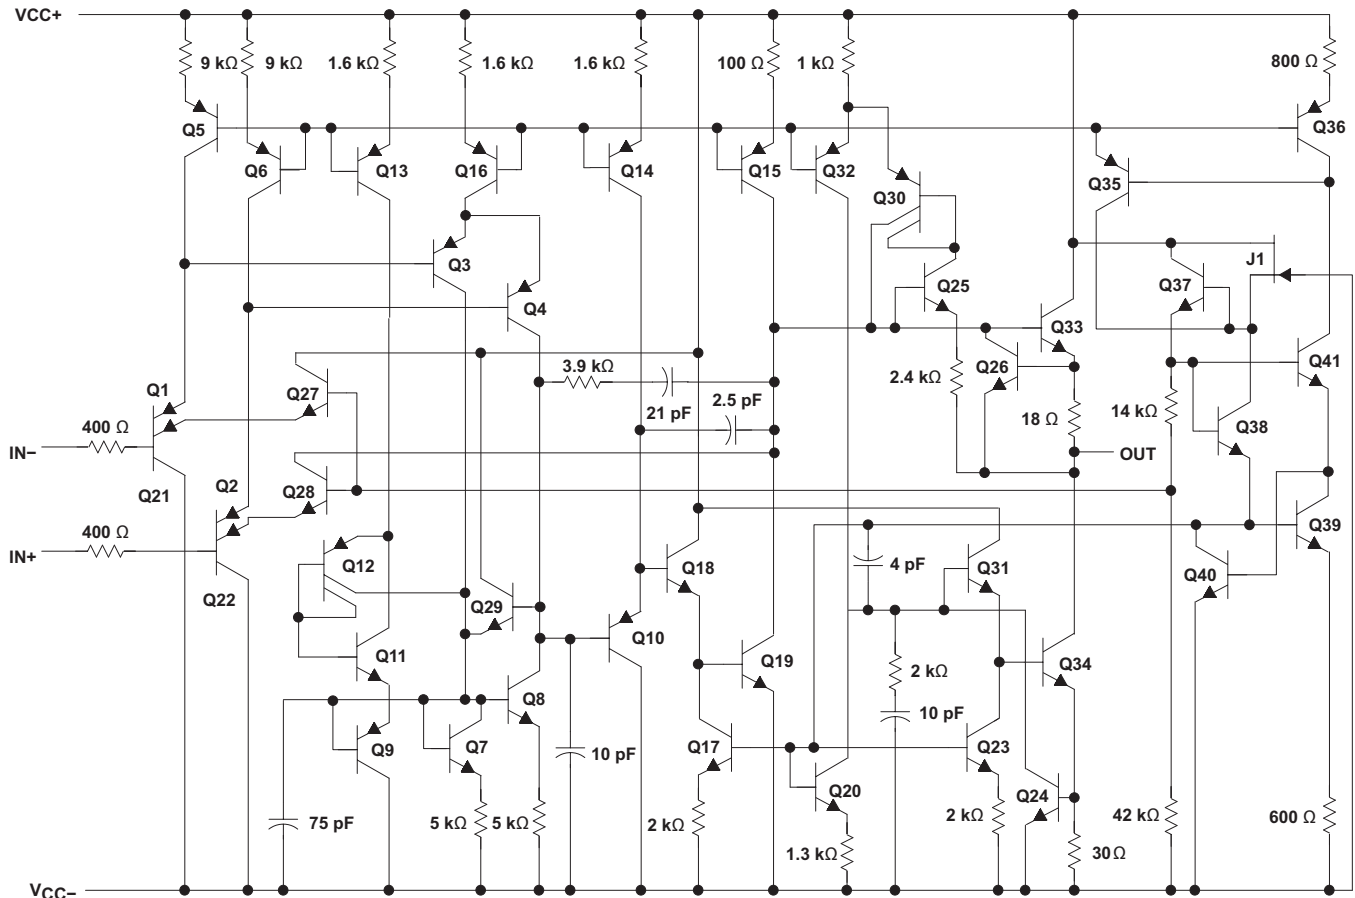 VCC+
9 kΩ 9 kΩ 1.6 kΩ 1.6 kΩ 1.6 kΩ 100 Ω 1 kΩ 800 Ω
Q5 Q36
Q6 Q13 Q16 Q14 Q15 Q32 Q35
Q30
Q3 J1
Q25 Q37
Q4 Q33
3.9 kΩ 2.4 kΩ Q26 Q41
Q1 Q27
21 pF 2.5 pF
400 Ω 18 Ω 14 kΩ Q38
IN− OUT
Q21 Q2 Q28
400 Ω Q39
IN+
Q12 Q18 4 pF Q31 Q40
Q22 Q29
Q10
Q11 Q19 2 kΩ Q34
Q8 10 pF
Q9 Q7 10 pF Q17 Q23
Q20 Q24
75 pF 5 kΩ 5 kΩ 2 kΩ 2 kΩ 42 kΩ 600 Ω
1.3 kΩ 30 Ω
VCC−